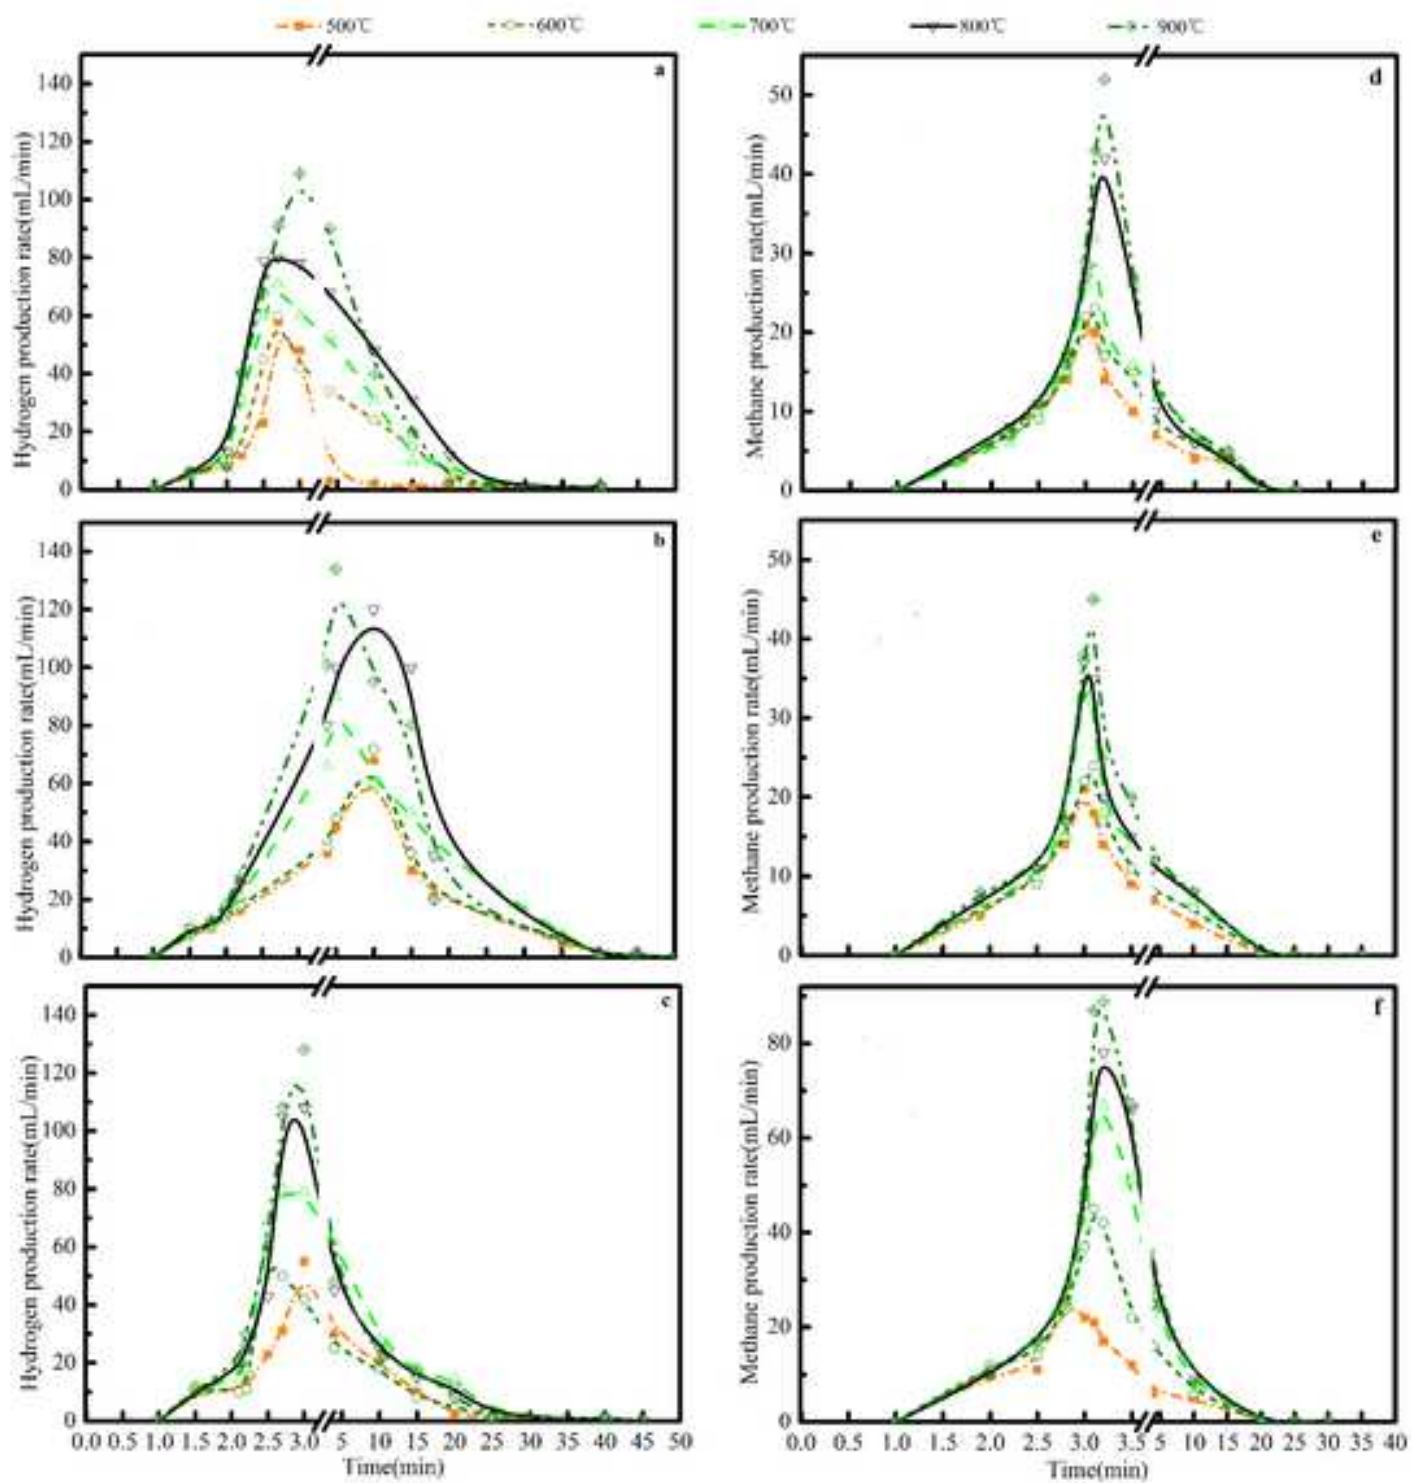 500℃ 600℃ 700℃ 800℃ 900℃
a
140
120
100
80
60
40
20
0
Hydrogen production rate(mL/min)
d
50
40
30
20
10
0
Methane production rate(mL/min)
b
140
120
100
80
60
40
20
0
Hydrogen production rate(mL/min)
e
50
40
30
20
10
0
Methane production rate(mL/min)
c
140
120
100
80
60
40
20
0
Hydrogen production rate(mL/min)
0.0 0.5 1.0 1.5 2.0 2.5 3.0 5 10 15 20 25 30 35 40 45 50
Time(min)
f
80
60
40
20
0
Methane production rate(mL/min)
0.0 0.5 1.0 1.5 2.0 2.5 3.0 3.5 5 10 15 20 25 30 35 40
Time(min)